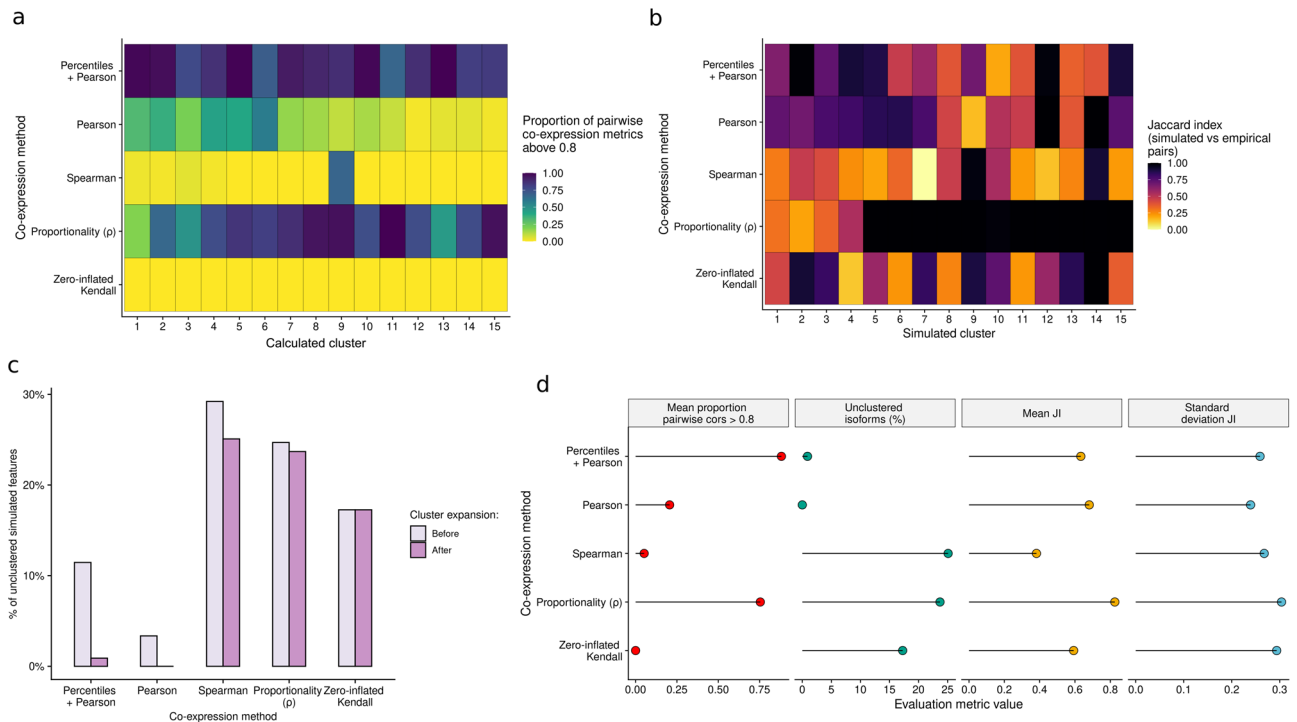 a
Co-expression method
Percentiles
+ Pearson
Pearson
Spearman
Proportionality (ρ)
Zero-inflated
Kendall
1 2 3 4 5 6 7 8 9 10 11 12 13 14 15
Calculated cluster
Proportion of pairwise
co-expression metrics
above 0.8
1.00
0.75
0.50
0.25
0.00
b
Co-expression method
Percentiles
+ Pearson
Pearson
Spearman
Proportionality (ρ)
Zero-inflated
Kendall
1 2 3 4 5 6 7 8 9 10 11 12 13 14 15
Simulated cluster
Jaccard index
(simulated vs empirical
pairs)
1.00
0.75
0.50
0.25
0.00
c
% of unclustered simulated features
30%
20%
10%
0%
Percentiles
+ Pearson
Pearson
Spearman
Proportionality
(ρ)
Zero-inflated
Kendall
Co-expression method
Cluster expansion:
Before
After
d
Mean proportion
pairwise cors > 0.8
Unclustered
isoforms (%)
Mean JI
Standard
deviation JI
Co-expression method
Percentiles
+ Pearson
Pearson
Spearman
Proportionality (ρ)
Zero-inflated
Kendall
0.00 0.25 0.50 0.75
0 5 10 15 20 25
0.0 0.2 0.4 0.6 0.8
0.0 0.1 0.2 0.3
Evaluation metric value